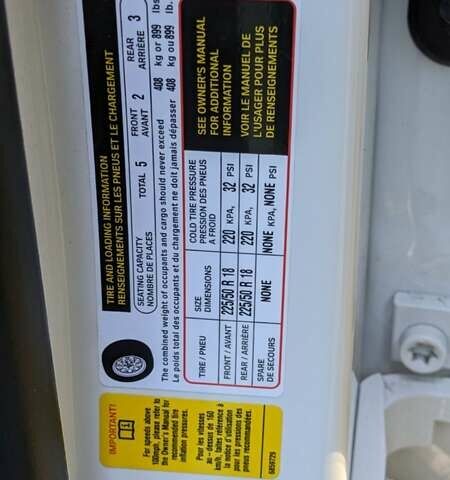 TIRE AND LOADING INFORMATION
RENSEIGNEMENTS SUR LES PNEUS ET LE CHARGEMENT
SEATING CAPACITY
NOMBRE DE PLACES
TOTAL 5
FRONT
AVANT 2
REAR
ARRIÈRE 3
The combined weight of occupants and cargo should never exceed 408 kg or 899 lbs
Le poids total des occupants et du chargement ne doit jamais dépasser 408 kg ou 899 lb.
TIRE / PNEU
SIZE
DIMENSIONS
COLD TIRE PRESSURE
PRESSION DES PNEUS
A FROID
FRONT / AVANT 225/50 R 18 220 KPA, 32 PSI
REAR / ARRIÈRE 225/50 R 18 220 KPA, 32 PSI
SPARE
DE SECOURS NONE NONE KPA, NONE PSI
SEE OWNER'S MANUAL
FOR ADDITIONAL
INFORMATION
VOIR LE MANUEL DE
L'USAGER POUR PLUS
DE RENSEIGNEMENTS
IMPORTANT!
For speeds above
100mph, please refer to
the Owner's Manual for
recommended tire
inflation pressures.
Pour les vitesses
au - dessus de 160
km/h, faites référence à
la notice d'utilisation
pour les pressions des
pneus recommandées.